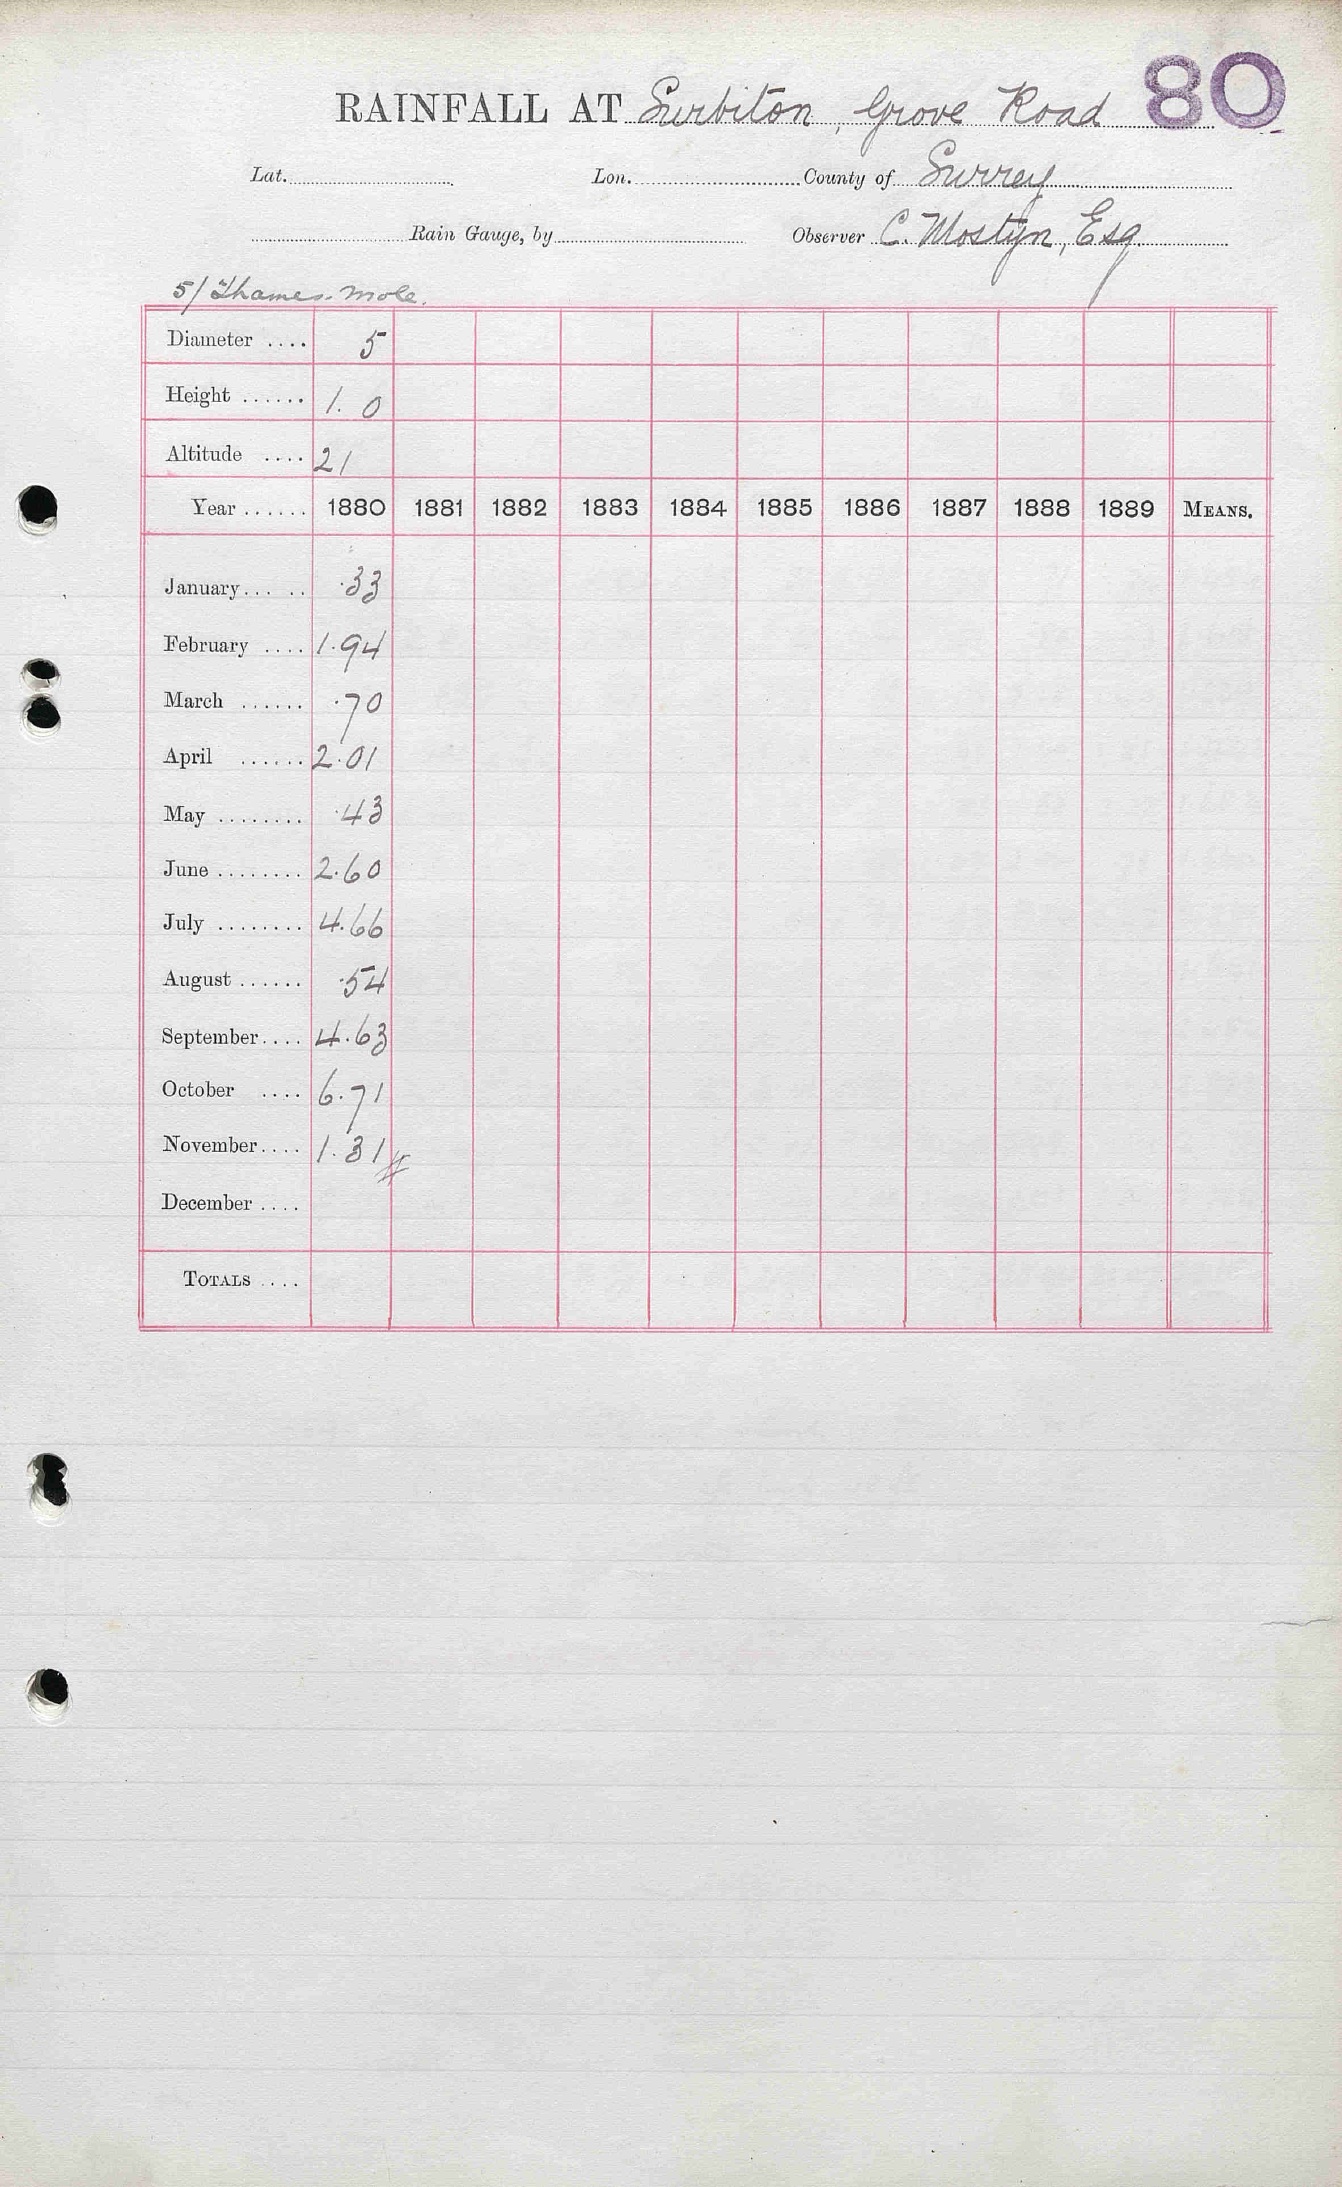 80
RAINFALL AT Surbiton, Grove Road
Lat. Lon. County of Surrey
Rain Gauge, by Observer C. Mostyn, Esq.
5/ Thames. Mole.
Diameter .... 5
Height ...... 1. 0
Altitude .... 21
Year ...... 1880 1881 1882 1883 1884 1885 1886 1887 1888 1889 MEANS.
January... .. .33
February .... 1.94
March ...... .70
April ...... 2.01
May ........ .43
June ........ 2.60
July ........ 4.66
August ...... .54
September.... 4.63
October .... 6.71
November.... 1.31 #
December ....
TOTALS ....